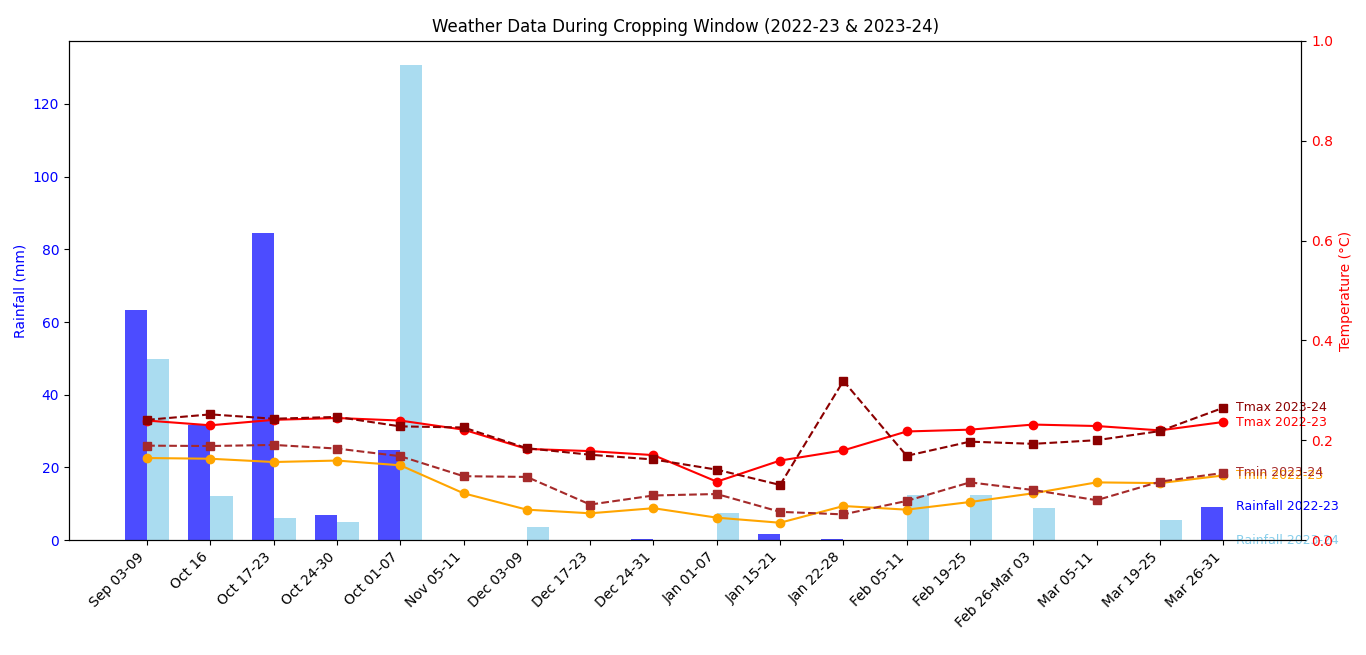 Weather Data During Cropping Window (2022-23 & 2023-24)
Rainfall (mm)
120
100
80
60
40
20
0
1.0
0.8
0.6
0.4
0.2
0.0
Temperature (°C)
Tmax 2023-24
Tmax 2022-23
Tmin 2023-24
Tmin 2022-23
Rainfall 2022-23
Rainfall 2023-24
Sep 03-09
Oct 16
Oct 17-23
Oct 24-30
Oct 01-07
Nov 05-11
Dec 03-09
Dec 17-23
Dec 24-31
Jan 01-07
Jan 15-21
Jan 22-28
Feb 05-11
Feb 19-25
Feb 26-Mar 03
Mar 05-11
Mar 19-25
Mar 26-31